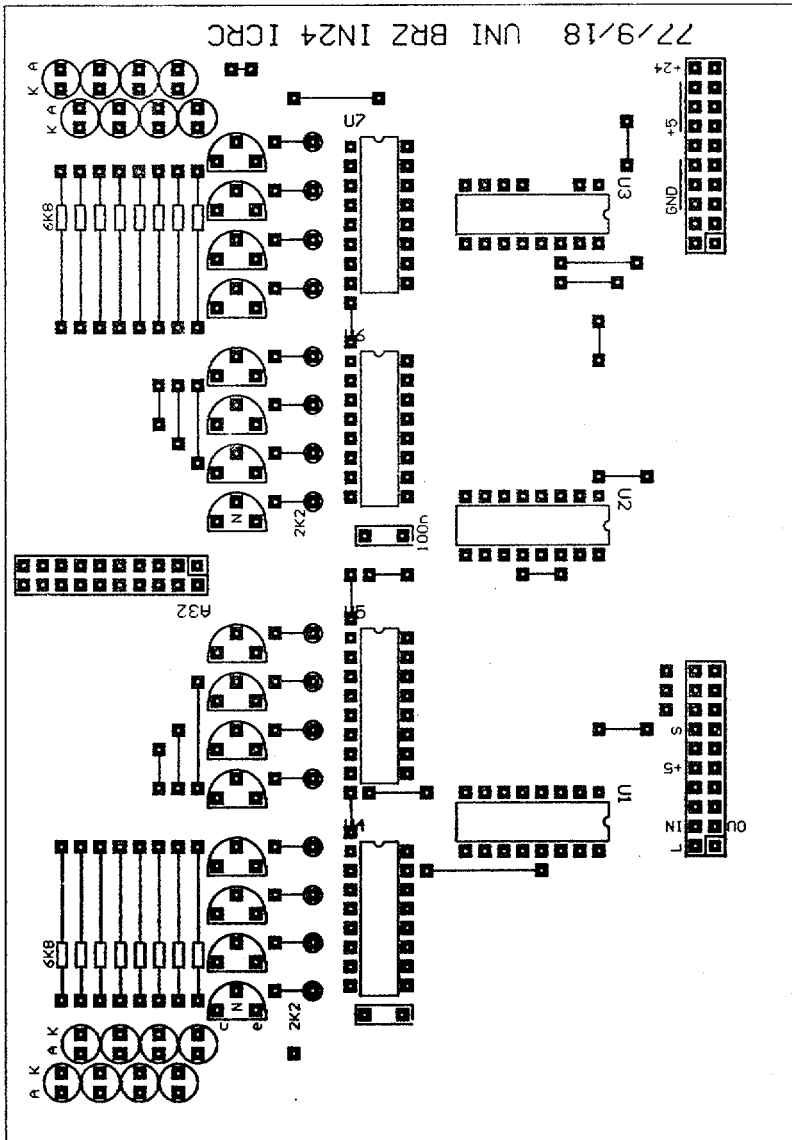 77/9/18 UNI BRZ IN24 ICRC
A
K
A
K
+24
+5
GND
U7
U3
6K8
U6
N
2K2
100n
U2
A32
U5
S
+5
IN
OU
L
U1
U4
6K8
N
c
e
2K2
K
A
K
A